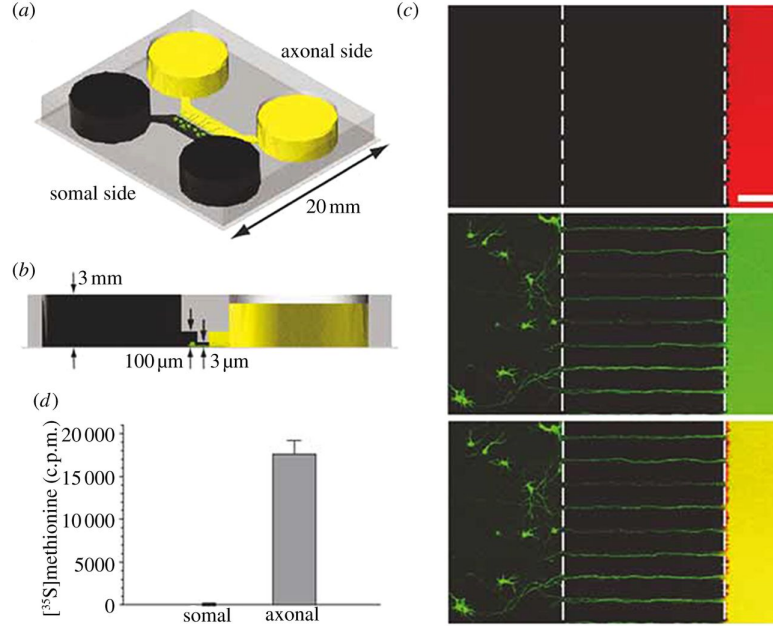 (a)
axonal side
somal side
20 mm
(b)
3 mm
100 µm
3 µm
(c)
(d)
[³⁵S]methionine (c.p.m.)
20 000
15 000
10 000
5000
0
somal
axonal